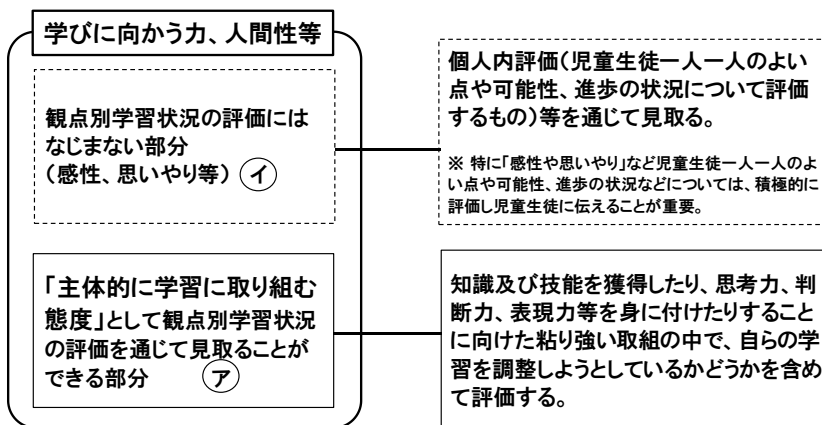 学びに向かう力、人間性等
観点別学習状況の評価には
なじまない部分
（感性、思いやり等） イ
個人内評価（児童生徒一人一人のよい
点や可能性、進歩の状況について評価
するもの）等を通じて見取る。
※ 特に「感性や思いやり」など児童生徒一人一人のよ
い点や可能性、進歩の状況などについては、積極的に
評価し児童生徒に伝えることが重要。
「主体的に学習に取り組む
態度」として観点別学習状況
の評価を通じて見取ることが
できる部分 ア
知識及び技能を獲得したり、思考力、判
断力、表現力等を身に付けたりすること
に向けた粘り強い取組の中で、自らの学
習を調整しようとしているかどうかを含め
て評価する。